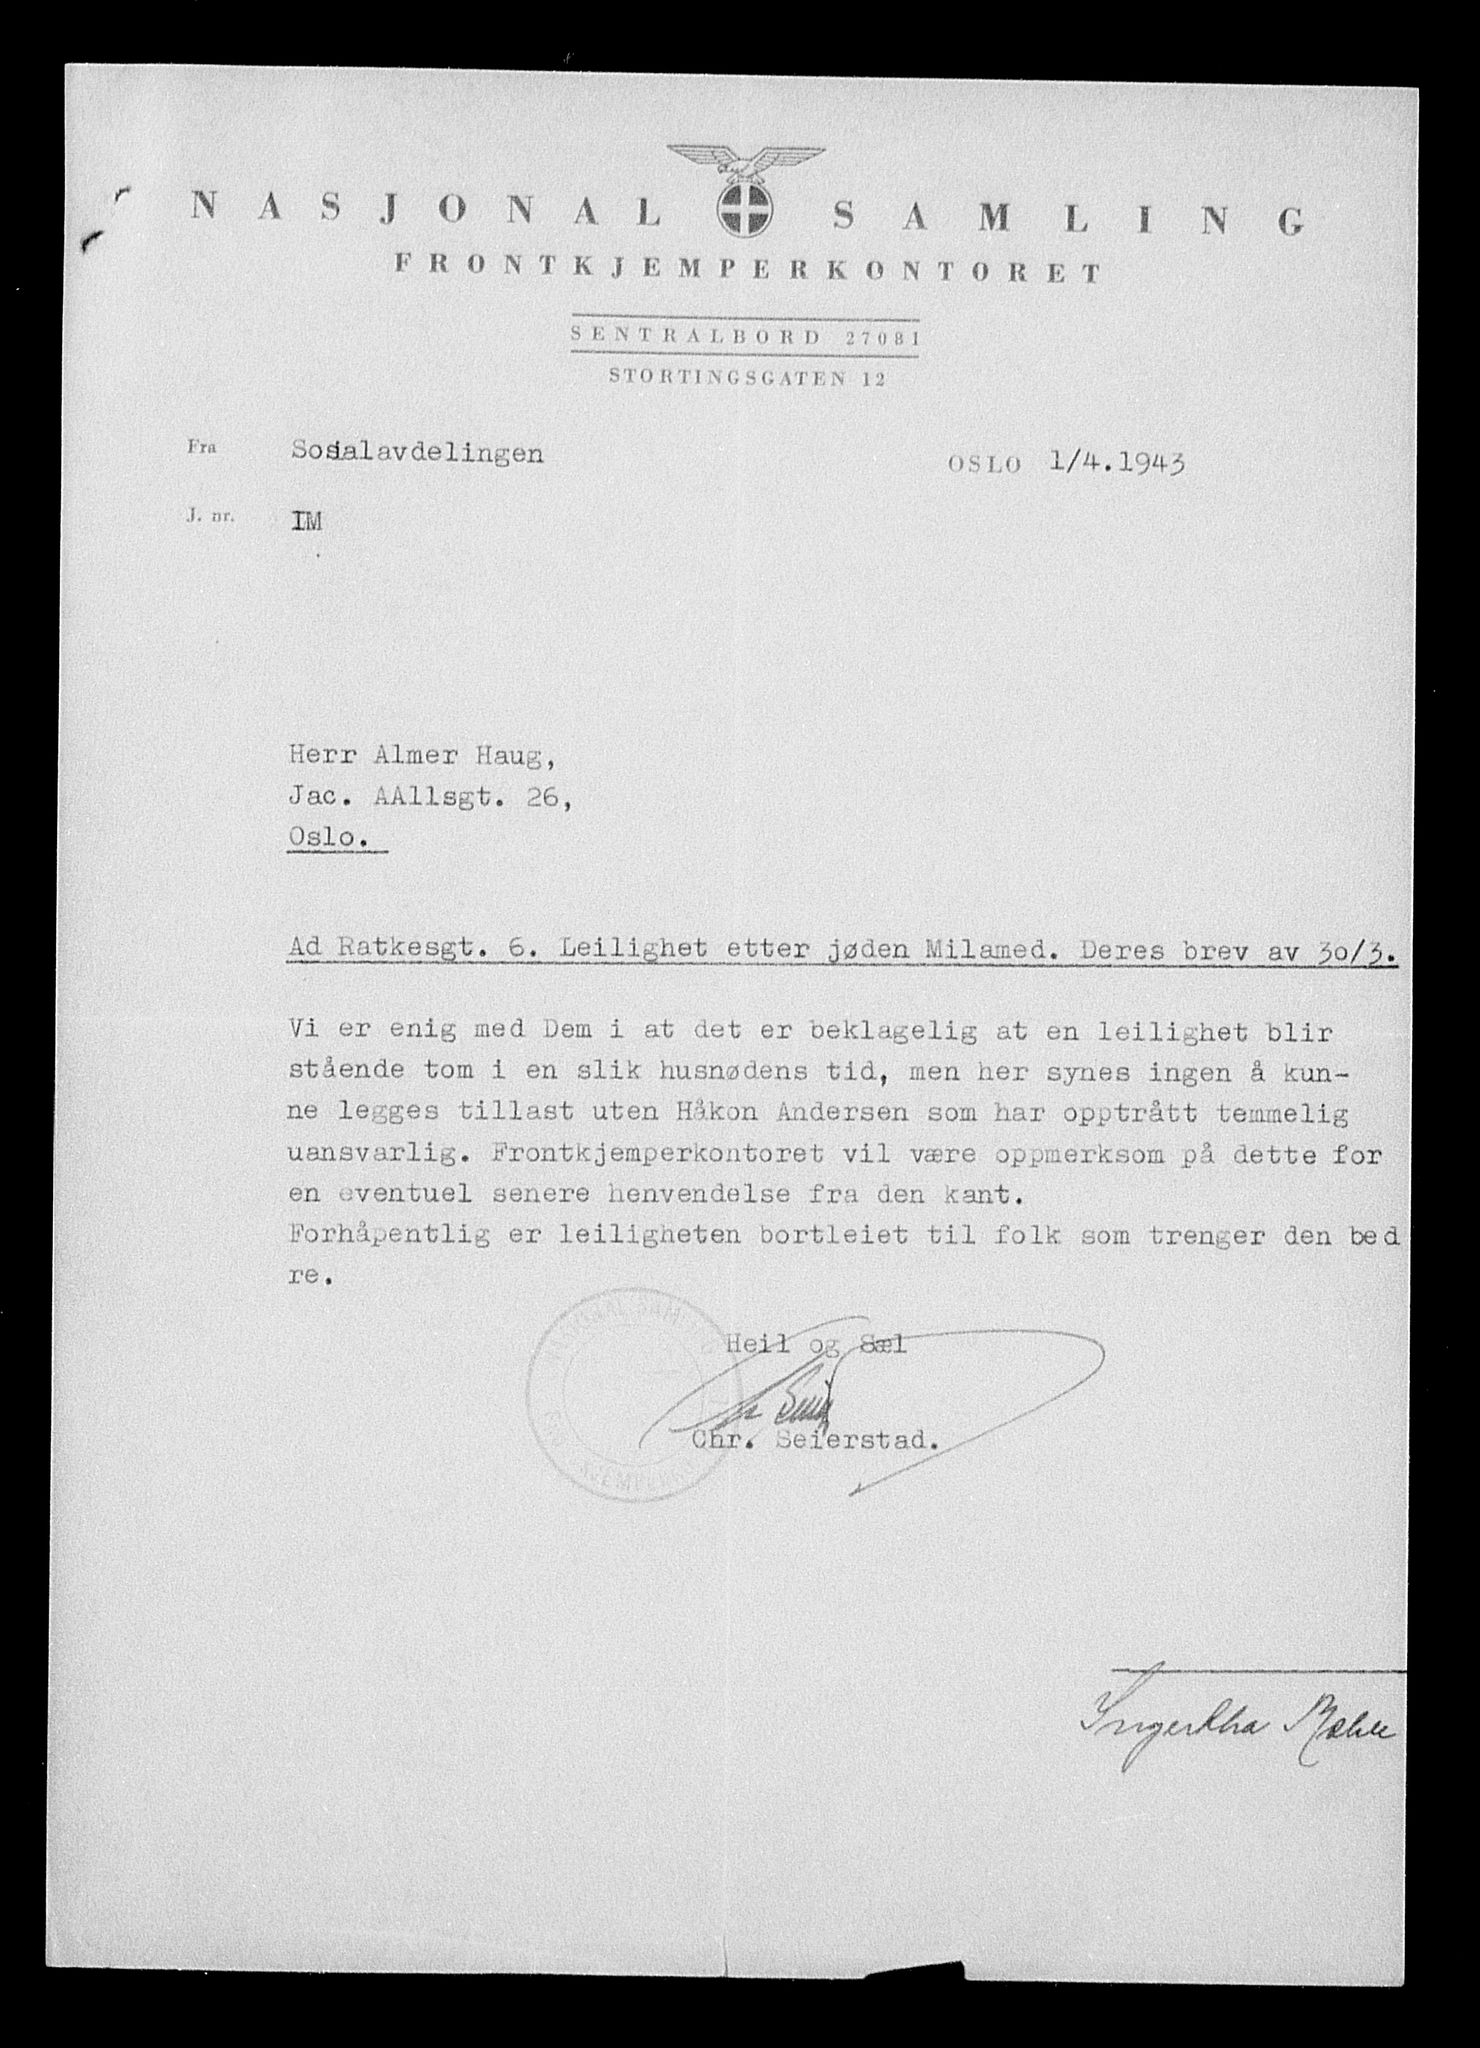 NASJONAL SAMLING
FRONTKJEMPERKONTORET
SENTRALBORD 27081
STORTINGSGATEN 12
Fra Sosialavdelingen
OSLO 1/4.1943
J. nr. IM
Herr Almer Haug,
Jac. AAllsgt. 26,
Oslo.
Ad Ratkesgt. 6. Leilighet etter jøden Milamed. Deres brev av 30/3.
Vi er enig med Dem i at det er beklagelig at en leilighet blir
stående tom i en slik husnødens tid, men her synes ingen å kun-
ne legges tillast uten Håkon Andersen som har opptrått temmelig
uansvarlig. Frontkjemperkontoret vil være oppmerksom på dette for
en eventuel senere henvendelse fra den kant.
Forhåpentlig er leiligheten bortleiet til folk som trenger den bed
re.
Heil og Sæl
Chr. Seierstad.